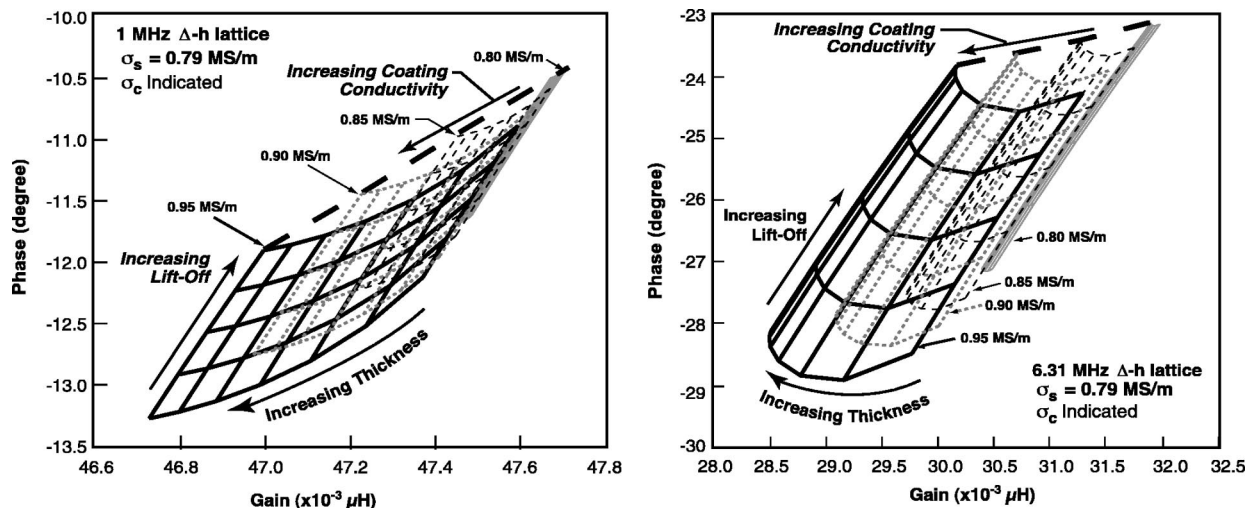 1 MHz Δ-h lattice
σs = 0.79 MS/m
σc Indicated
Increasing Coating
Conductivity
0.80 MS/m
0.85 MS/m
0.90 MS/m
0.95 MS/m
Increasing
Lift-Off
Increasing Thickness
Phase (degree)
-10.0
-10.5
-11.0
-11.5
-12.0
-12.5
-13.0
-13.5
46.6
46.8
47.0
47.2
47.4
47.6
47.8
Gain (x10-3 μH)
Increasing Coating
Conductivity
Increasing
Lift-Off
0.80 MS/m
0.85 MS/m
0.90 MS/m
0.95 MS/m
Increasing Thickness
6.31 MHz Δ-h lattice
σs = 0.79 MS/m
σc Indicated
Phase (degree)
-23
-24
-25
-26
-27
-28
-29
-30
28.0
28.5
29.0
29.5
30.0
30.5
31.0
31.5
32.0
32.5
Gain (x10-3 μH)